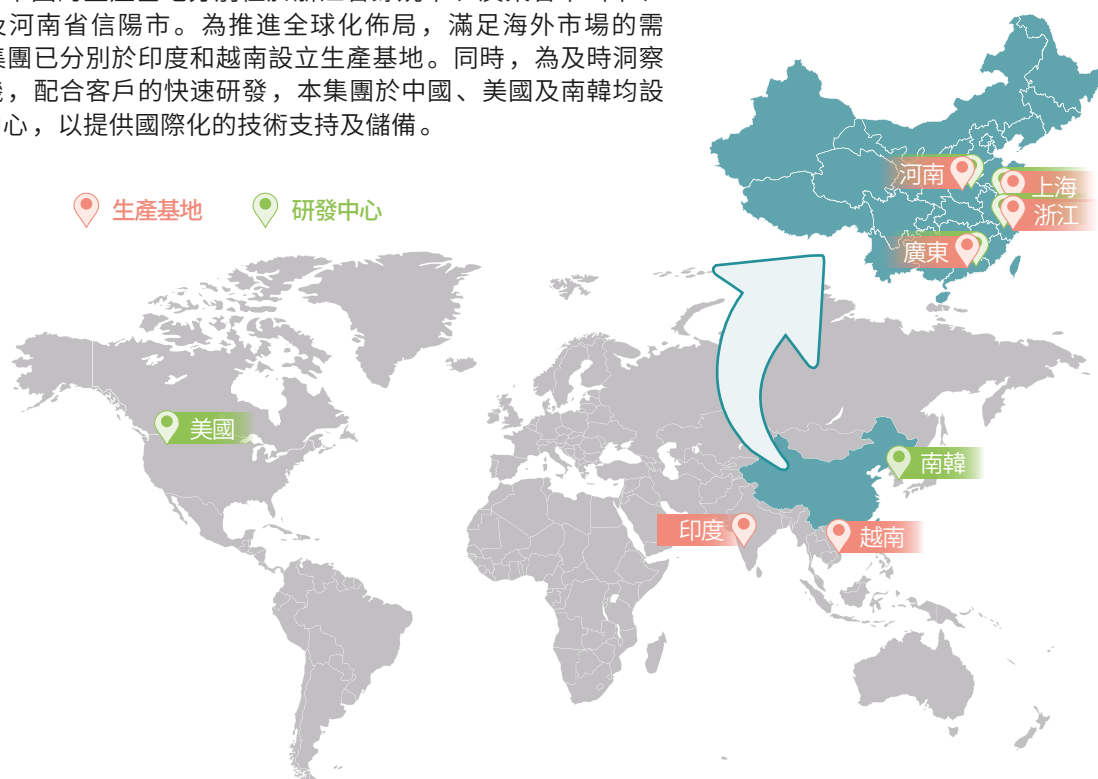 及河南省信陽市。為推進全球化佈局，滿足海外市場的需
集團已分別於印度和越南設立生產基地。同時，為及時洞察
，配合客戶的快速研發，本集團於中國、美國及南韓均設
心，以提供國際化的技術支持及儲備。
生產基地
研發中心
河南
上海
浙江
廣東
美國
南韓
印度
越南